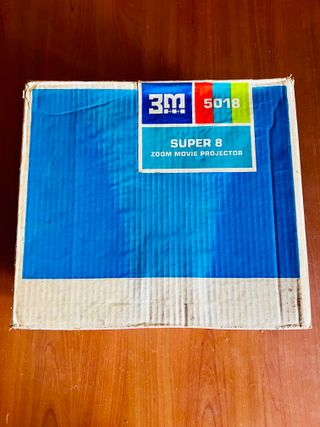 3M 5018
SUPER 8
ZOOM MOVIE PROJECTOR